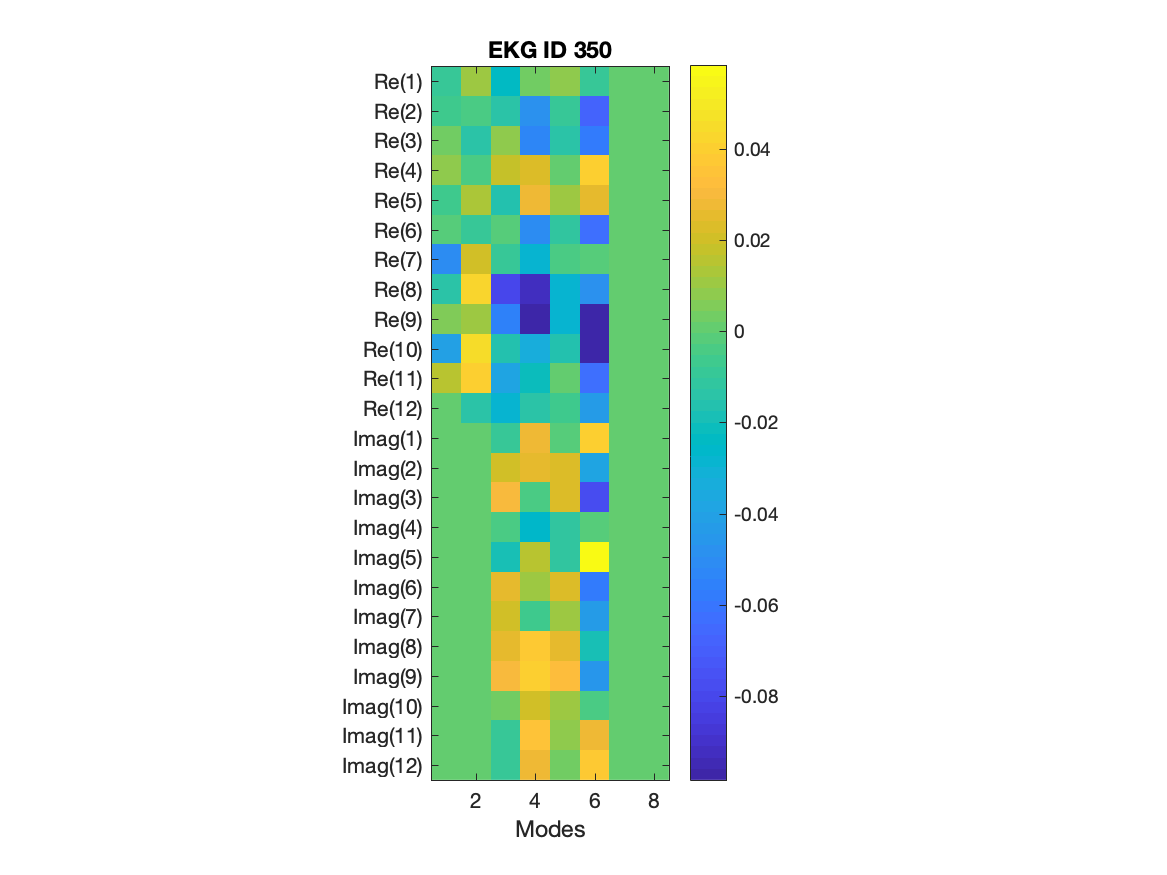 EKG ID 350
Re(1)
Re(2)
Re(3)
Re(4)
Re(5)
Re(6)
Re(7)
Re(8)
Re(9)
Re(10)
Re(11)
Re(12)
Imag(1)
Imag(2)
Imag(3)
Imag(4)
Imag(5)
Imag(6)
Imag(7)
Imag(8)
Imag(9)
Imag(10)
Imag(11)
Imag(12)
2 4 6 8
Modes
0.04
0.02
0
-0.02
-0.04
-0.06
-0.08